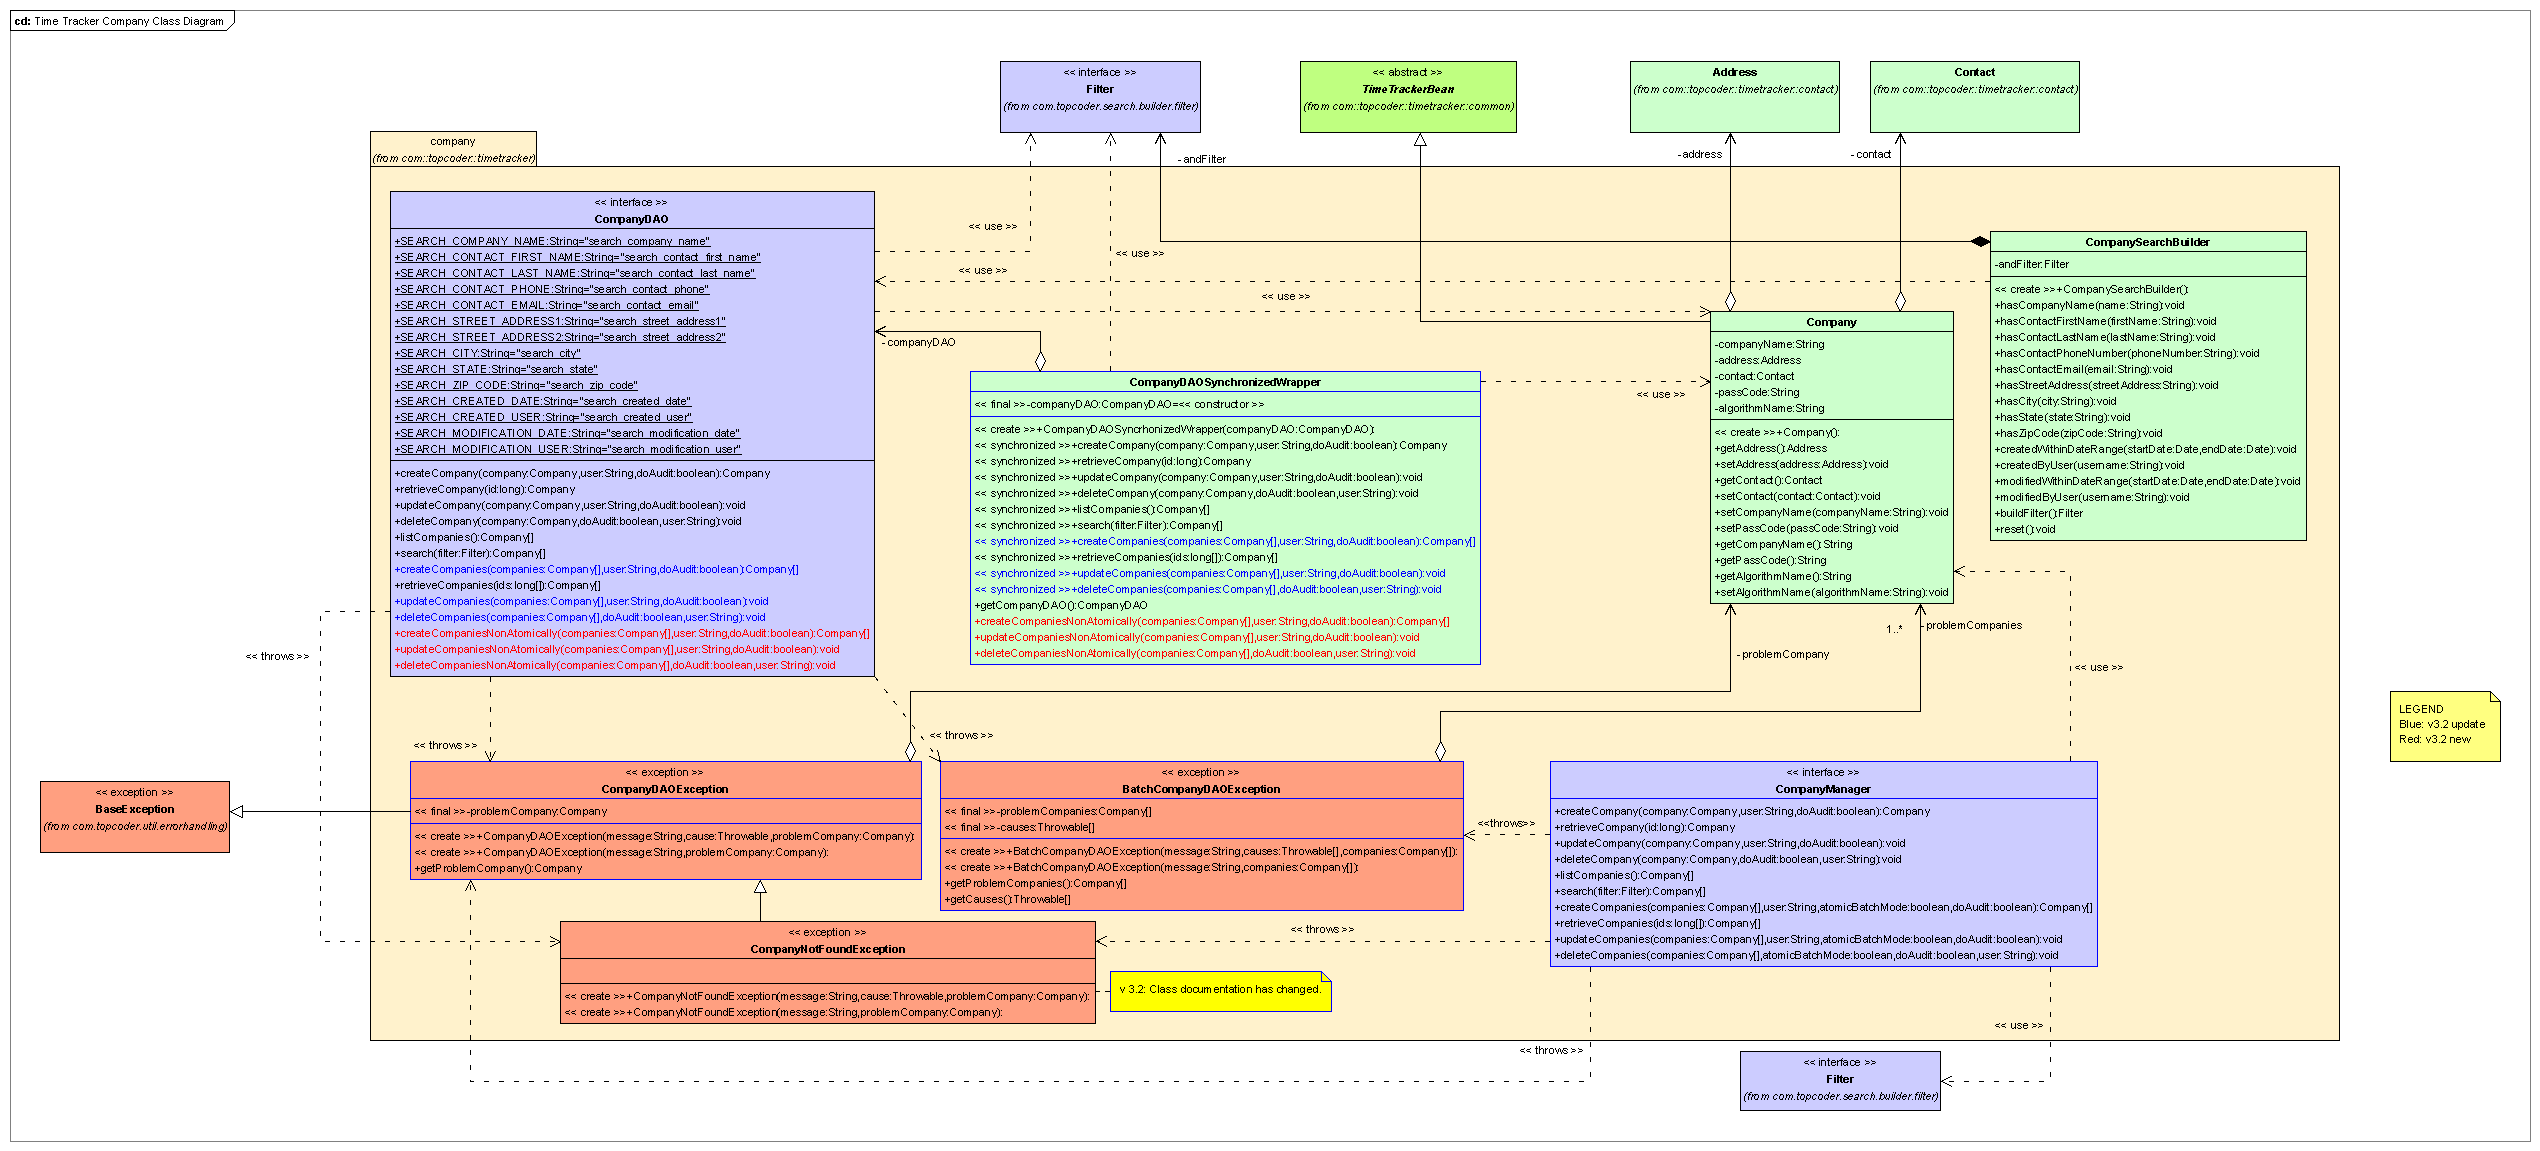 cd: Time Tracker Company Class Diagram
<< interface >>
Filter
(from com.topcoder.search.builder.filter)
<< abstract >>
TimeTrackerBean
(from com::topcoder::timetracker::common)
Address
(from com::topcoder::timetracker::contact)
Contact
(from com::topcoder::timetracker::contact)
company
(from com::topcoder::timetracker)
- andFilter
- address
- contact
<< interface >>
CompanyDAO
+SEARCH_COMPANY_NAME:String="search_company_name"
+SEARCH_CONTACT_FIRST_NAME:String="search_contact_first_name"
+SEARCH_CONTACT_LAST_NAME:String="search_contact_last_name"
+SEARCH_CONTACT_PHONE:String="search_contact_phone"
+SEARCH_CONTACT_EMAIL:String="search_contact_email"
+SEARCH_STREET_ADDRESS1:String="search_street_address1"
+SEARCH_STREET_ADDRESS2:String="search_street_address2"
+SEARCH_CITY:String="search_city"
+SEARCH_STATE:String="search_state"
+SEARCH_ZIP_CODE:String="search_zip_code"
+SEARCH_CREATED_DATE:String="search_created_date"
+SEARCH_CREATED_USER:String="search_created_user"
+SEARCH_MODIFICATION_DATE:String="search_modification_date"
+SEARCH_MODIFICATION_USER:String="search_modification_user"
+createCompany(company:Company,user:String,doAudit:boolean):Company
+retrieveCompany(id:long):Company
+updateCompany(company:Company,user:String,doAudit:boolean):void
+deleteCompany(company:Company,doAudit:boolean,user:String):void
+listCompanies():Company[]
+search(filter:Filter):Company[]
+createCompanies(companies:Company[],user:String,doAudit:boolean):Company[]
+retrieveCompanies(ids:long[]):Company[]
+updateCompanies(companies:Company[],user:String,doAudit:boolean):void
+deleteCompanies(companies:Company[],doAudit:boolean,user:String):void
+createCompaniesNonAtomically(companies:Company[],user:String,doAudit:boolean):Company[]
+updateCompaniesNonAtomically(companies:Company[],user:String,doAudit:boolean):void
+deleteCompaniesNonAtomically(companies:Company[],doAudit:boolean,user:String):void
<< use >>
<< use >>
<< use >>
<< use >>
- companyDAO
CompanyDAOSynchronizedWrapper
<< final >>-companyDAO:CompanyDAO=<< constructor >>
<< create >>+CompanyDAOSyncrhonizedWrapper(companyDAO:CompanyDAO):
<< synchronized >>+createCompany(company:Company,user:String,doAudit:boolean):Company
<< synchronized >>+retrieveCompany(id:long):Company
<< synchronized >>+updateCompany(company:Company,user:String,doAudit:boolean):void
<< synchronized >>+deleteCompany(company:Company,doAudit:boolean,user:String):void
<< synchronized >>+listCompanies():Company[]
<< synchronized >>+search(filter:Filter):Company[]
<< synchronized >>+createCompanies(companies:Company[],user:String,doAudit:boolean):Company[]
<< synchronized >>+retrieveCompanies(ids:long[]):Company[]
<< synchronized >>+updateCompanies(companies:Company[],user:String,doAudit:boolean):void
<< synchronized >>+deleteCompanies(companies:Company[],doAudit:boolean,user:String):void
+getCompanyDAO():CompanyDAO
+createCompaniesNonAtomically(companies:Company[],user:String,doAudit:boolean):Company[]
+updateCompaniesNonAtomically(companies:Company[],user:String,doAudit:boolean):void
+deleteCompaniesNonAtomically(companies:Company[],doAudit:boolean,user:String):void
<< use >>
Company
-companyName:String
-address:Address
-contact:Contact
-passCode:String
-algorithmName:String
<< create >>+Company():
+getAddress():Address
+setAddress(address:Address):void
+getContact():Contact
+setContact(contact:Contact):void
+setCompanyName(companyName:String):void
+setPassCode(passCode:String):void
+getCompanyName():String
+getPassCode():String
+getAlgorithmName():String
+setAlgorithmName(algorithmName:String):void
CompanySearchBuilder
-andFilter:Filter
<< create >>+CompanySearchBuilder():
+hasCompanyName(name:String):void
+hasContactFirstName(firstName:String):void
+hasContactLastName(lastName:String):void
+hasContactPhoneNumber(phoneNumber:String):void
+hasContactEmail(email:String):void
+hasStreetAddress(streetAddress:String):void
+hasCity(city:String):void
+hasState(state:String):void
+hasZipCode(zipCode:String):void
+createdWithinDateRange(startDate:Date,endDate:Date):void
+createdByUser(username:String):void
+modifiedWithinDateRange(startDate:Date,endDate:Date):void
+modifiedByUser(username:String):void
+buildFilter():Filter
+reset():void
1..*
- problemCompanies
- problemCompany
<< use >>
<< throws >>
<< throws >>
<< throws >>
LEGEND
Blue: v3.2 update
Red: v3.2 new
<< exception >>
BaseException
(from com.topcoder.util.errorhandling)
<< exception >>
CompanyDAOException
<< final >>-problemCompany:Company
<< create >>+CompanyDAOException(message:String,cause:Throwable,problemCompany:Company):
<< create >>+CompanyDAOException(message:String,problemCompany:Company):
+getProblemCompany():Company
<< exception >>
BatchCompanyDAOException
<< final >>-problemCompanies:Company[]
<< final >>-causes:Throwable[]
<< create >>+BatchCompanyDAOException(message:String,causes:Throwable[],companies:Company[]):
<< create >>+BatchCompanyDAOException(message:String,companies:Company[]):
+getProblemCompanies():Company[]
+getCauses():Throwable[]
<<throws>>
<< interface >>
CompanyManager
+createCompany(company:Company,user:String,doAudit:boolean):Company
+retrieveCompany(id:long):Company
+updateCompany(company:Company,user:String,doAudit:boolean):void
+deleteCompany(company:Company,doAudit:boolean,user:String):void
+listCompanies():Company[]
+search(filter:Filter):Company[]
+createCompanies(companies:Company[],user:String,atomicBatchMode:boolean,doAudit:boolean):Company[]
+retrieveCompanies(ids:long[]):Company[]
+updateCompanies(companies:Company[],user:String,atomicBatchMode:boolean,doAudit:boolean):void
+deleteCompanies(companies:Company[],atomicBatchMode:boolean,doAudit:boolean,user:String):void
<< exception >>
CompanyNotFoundException
<< create >>+CompanyNotFoundException(message:String,cause:Throwable,problemCompany:Company):
<< create >>+CompanyNotFoundException(message:String,problemCompany:Company):
<< throws >>
v 3.2: Class documentation has changed.
<< use >>
<< throws >>
<< interface >>
Filter
(from com.topcoder.search.builder.filter)